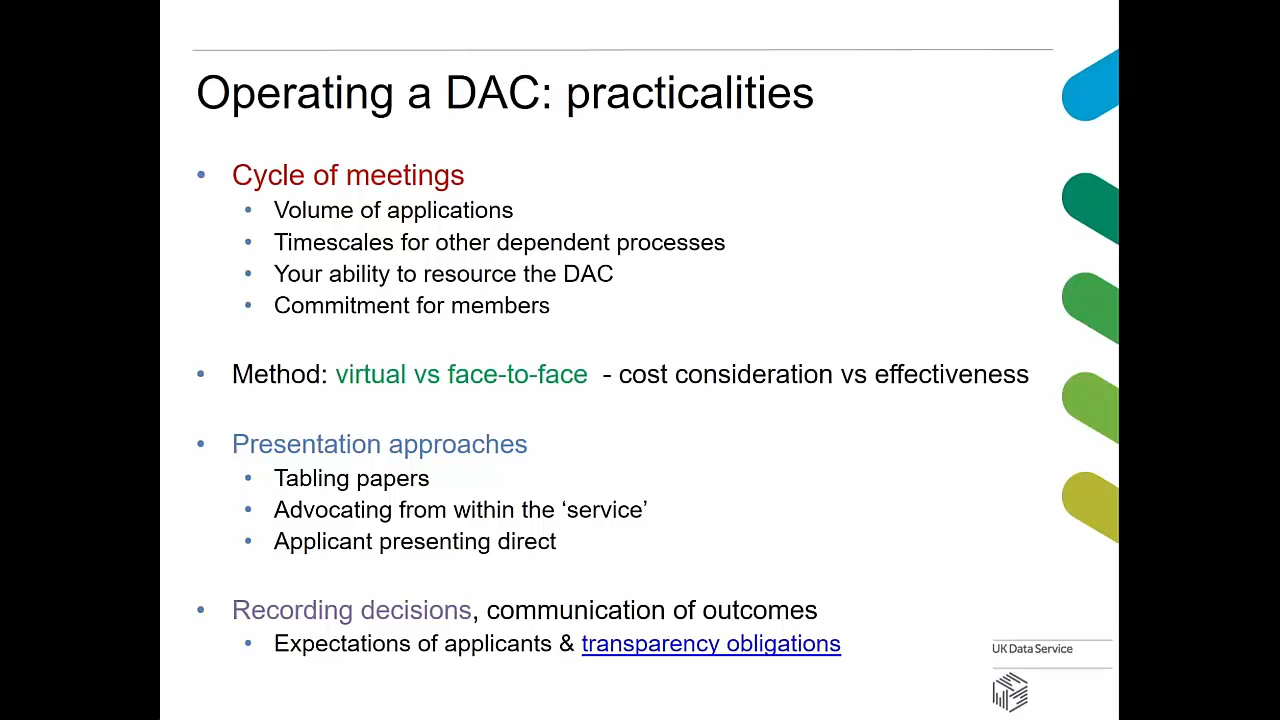 Operating a DAC: practicalities
• Cycle of meetings
• Volume of applications
• Timescales for other dependent processes
• Your ability to resource the DAC
• Commitment for members
• Method: virtual vs face-to-face - cost consideration vs effectiveness
• Presentation approaches
• Tabling papers
• Advocating from within the ‘service’
• Applicant presenting direct
• Recording decisions, communication of outcomes
• Expectations of applicants & transparency obligations
UK Data Service